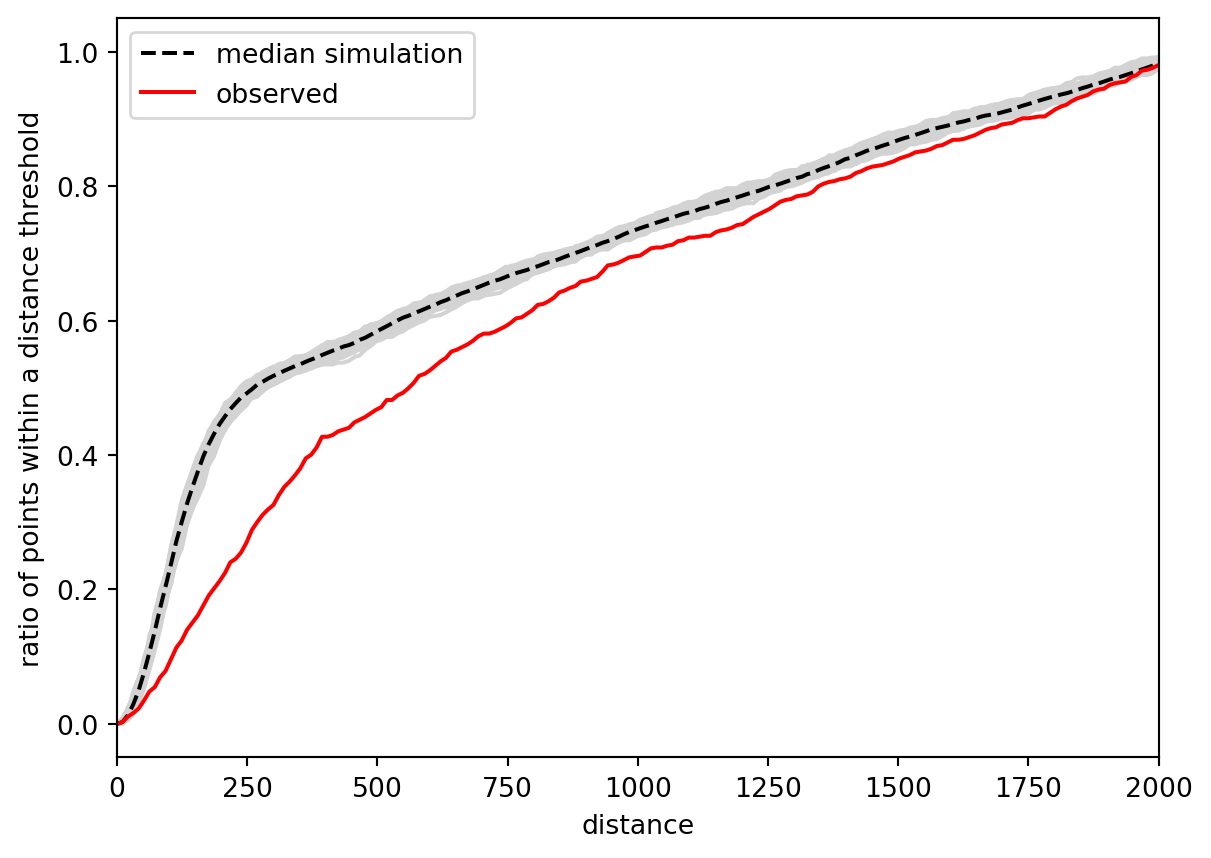 median simulation
observed
ratio of points within a distance threshold
1.0
0.8
0.6
0.4
0.2
0.0
0 250 500 750 1000 1250 1500 1750 2000
distance